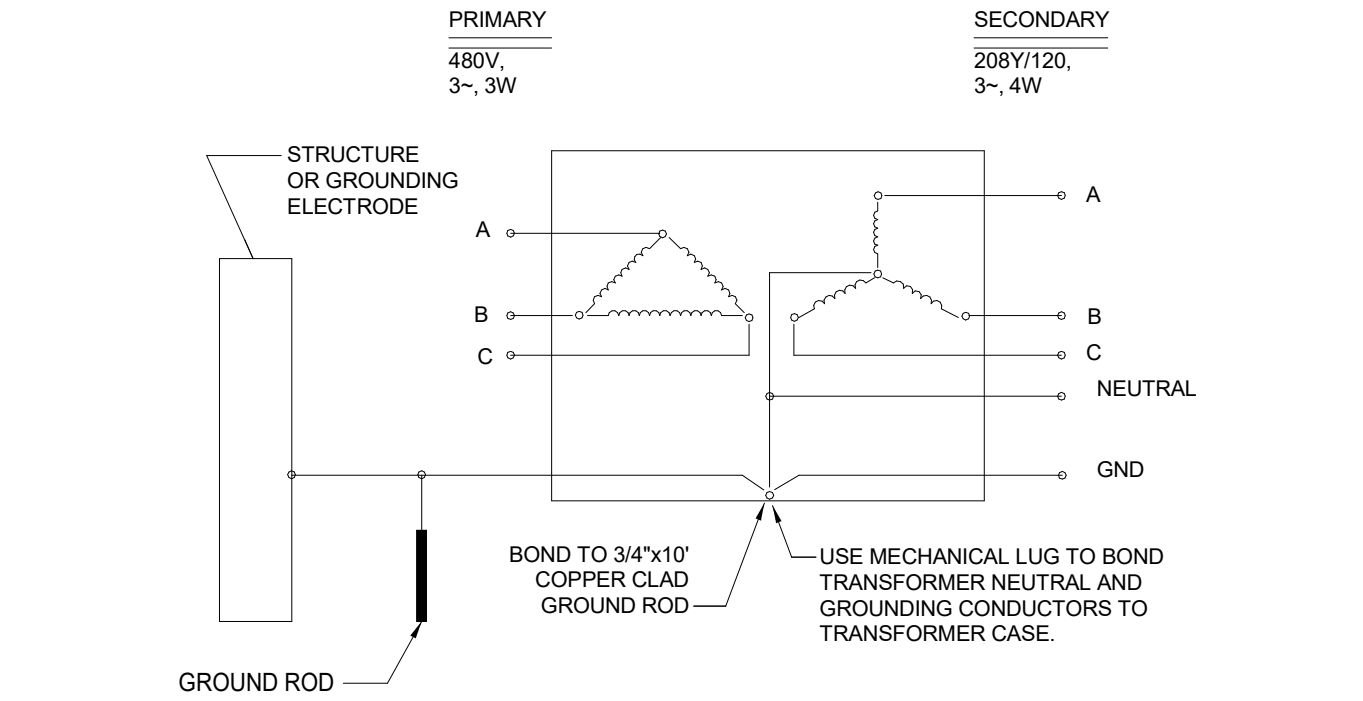 PRIMARY
480V,
3~, 3W
SECONDARY
208Y/120,
3~, 4W
STRUCTURE
OR GROUNDING
ELECTRODE
A
B
C
A
B
C
NEUTRAL
GND
BOND TO 3/4"x10'
COPPER CLAD
GROUND ROD
USE MECHANICAL LUG TO BOND
TRANSFORMER NEUTRAL AND
GROUNDING CONDUCTORS TO
TRANSFORMER CASE.
GROUND ROD